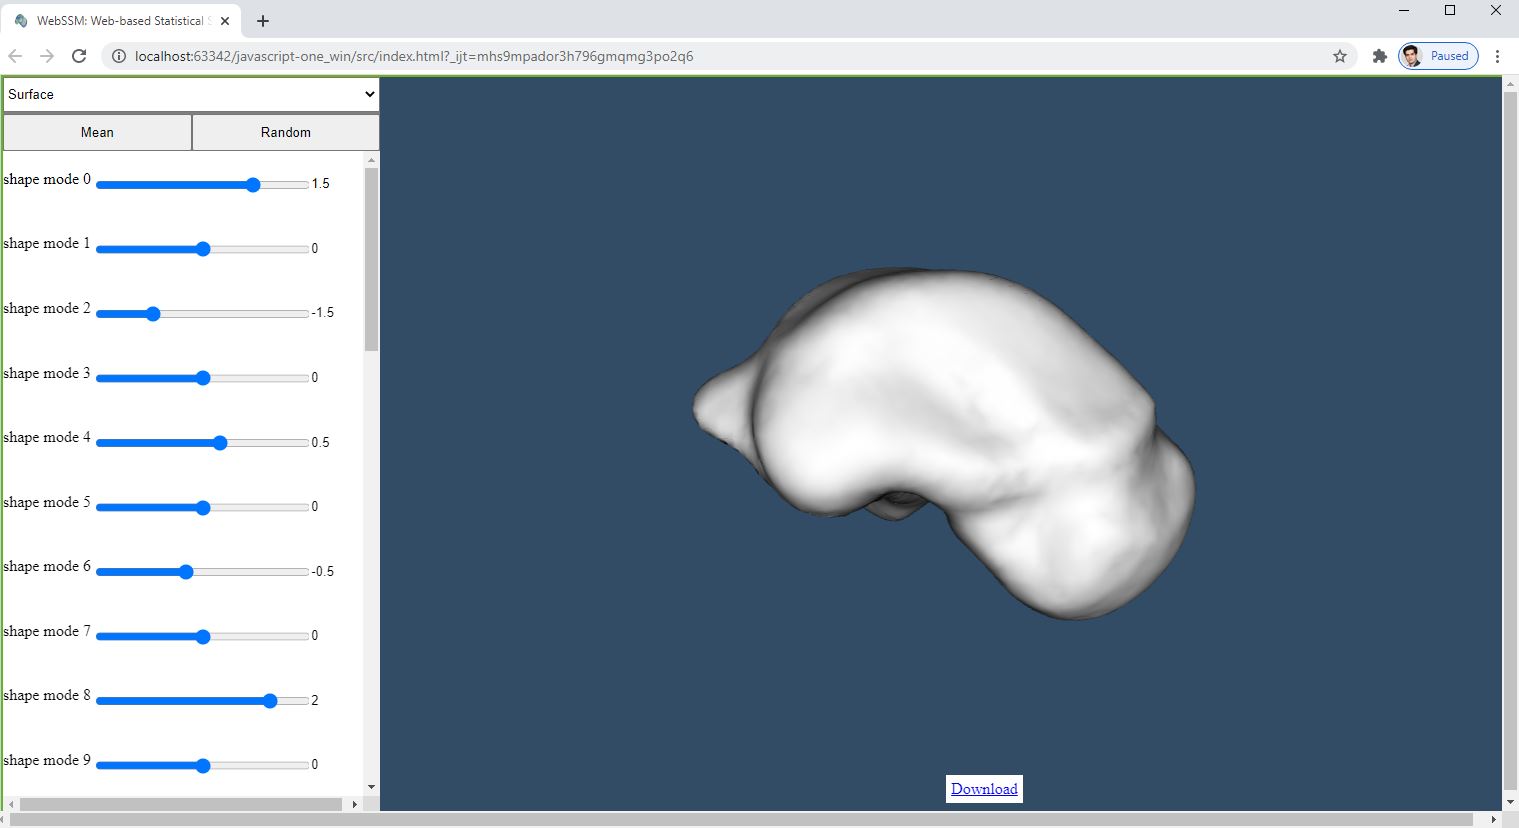 WebSSM: Web-based Statistical S
localhost:63342/javascript-one_win/src/index.html?_ijt=mhs9mpador3h796gmqmg3po2q6
Paused
Surface
Mean Random
shape mode 0 1.5
shape mode 1 0
shape mode 2 -1.5
shape mode 3 0
shape mode 4 0.5
shape mode 5 0
shape mode 6 -0.5
shape mode 7 0
shape mode 8 2
shape mode 9 0
Download